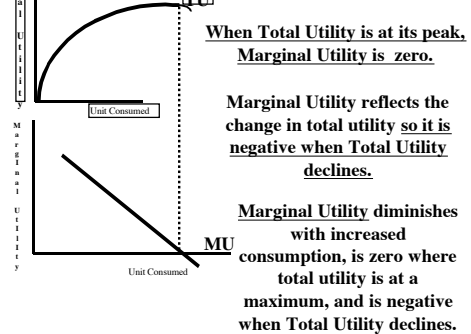 When Total Utility is at its peak,
Marginal Utility is zero.
Unit Consumed
Marginal Utility reflects the
change in total utility so it is
negative when Total Utility
declines.
Marginal Utility
Marginal Utility diminishes
with increased
MU
consumption, is zero where
Unit Consumed
total utility is at a
maximum, and is negative
when Total Utility declines.